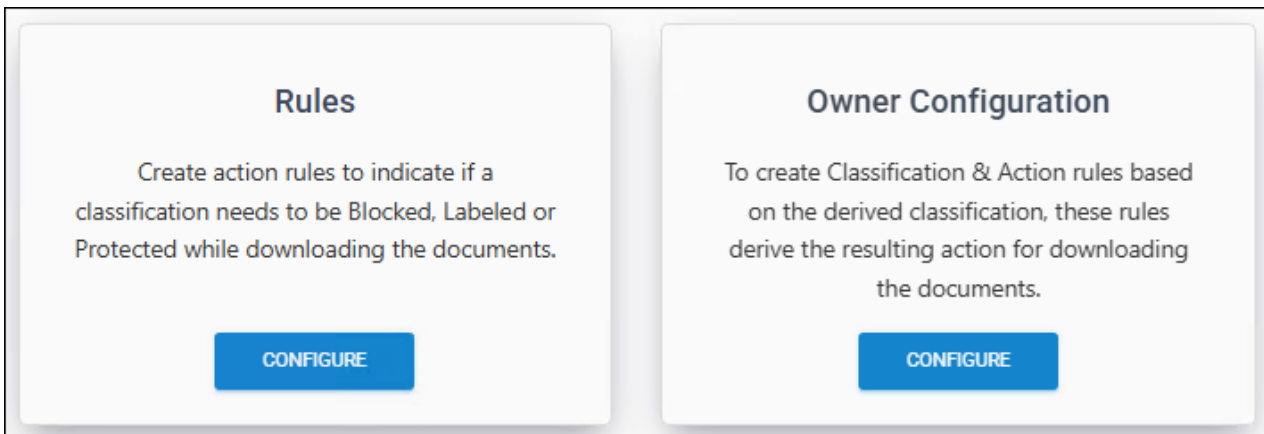 Rules
Create action rules to indicate if a
classification needs to be Blocked, Labeled or
Protected while downloading the documents.
CONFIGURE
Owner Configuration
To create Classification & Action rules based
on the derived classification, these rules
derive the resulting action for downloading
the documents.
CONFIGURE